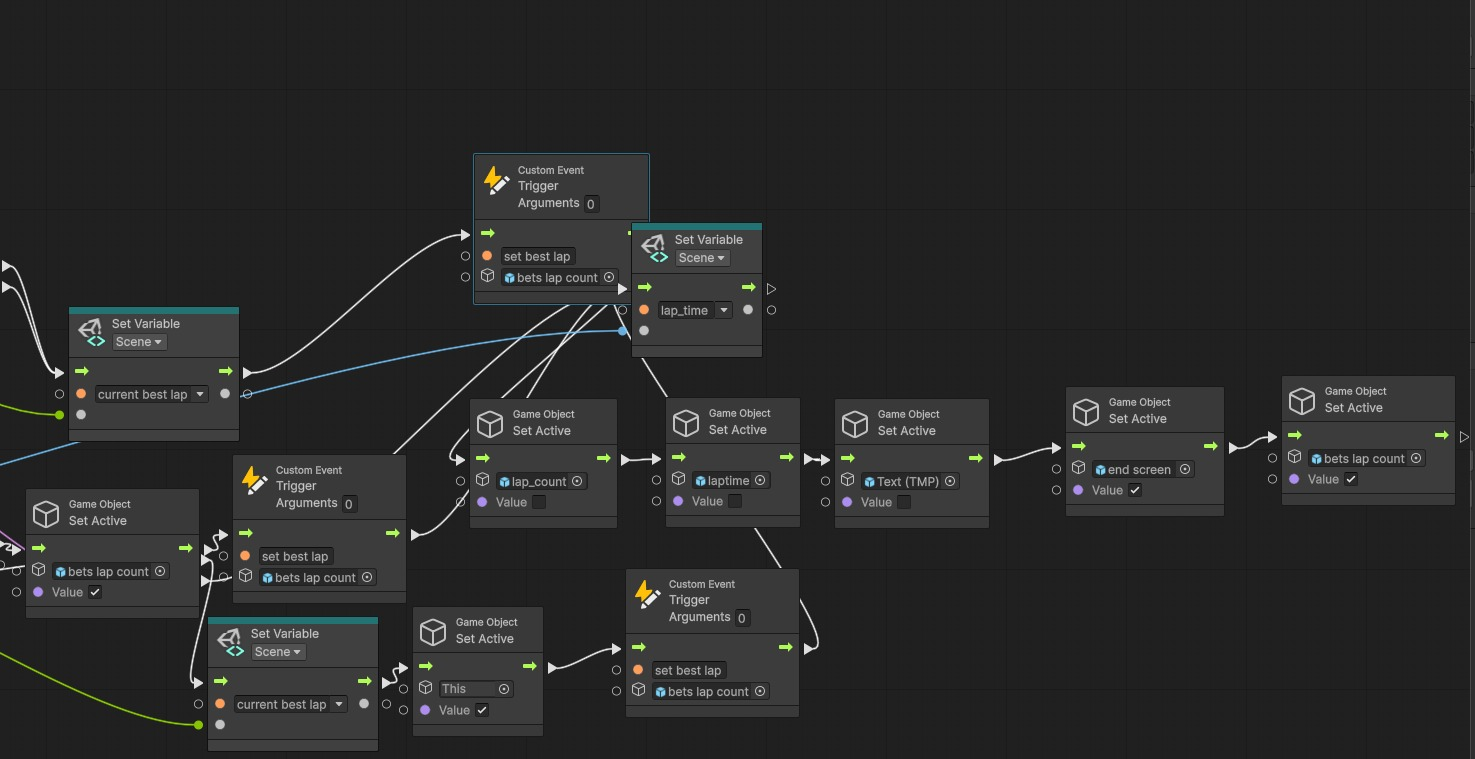 Custom Event
Trigger
Arguments 0
set best lap
bets lap count
Set Variable
Scene
lap_time
Set Variable
Scene
current best lap
Game Object
Set Active
lap_count
Value
Game Object
Set Active
laptime
Value
Game Object
Set Active
Text (TMP)
Value
Game Object
Set Active
end screen
Value
Game Object
Set Active
bets lap count
Value
Game Object
Set Active
bets lap count
Value
Custom Event
Trigger
Arguments 0
set best lap
bets lap count
Set Variable
Scene
current best lap
Game Object
Set Active
This
Value
Custom Event
Trigger
Arguments 0
set best lap
bets lap count